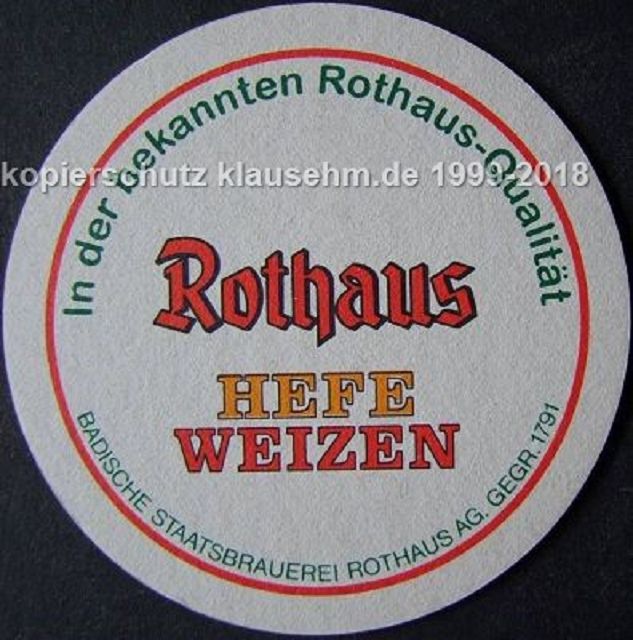 In der bekannten Rothaus-Qualität
kopierschutz klausehm.de 1999-2018
Rothaus
HEFE
WEIZEN
BADISCHE STAATSBRAUEREI ROTHAUS AG. GEGR. 1791